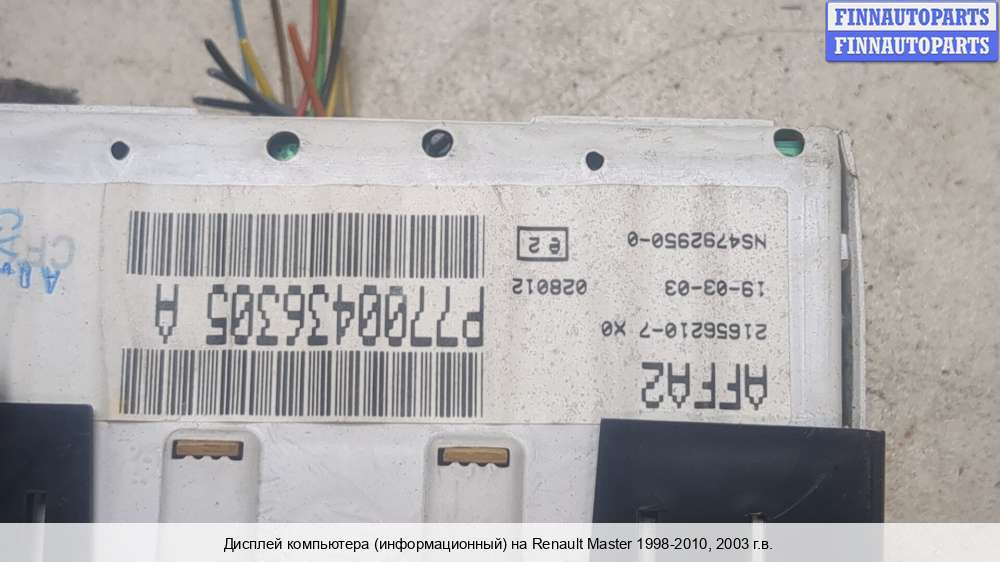 FINNAUTOPARTS
FINNAUTOPARTS
AFFA2
21656210-7 X0
19-03-03
028012
NS4792950-0
e2
P7700436305 A
Дисплей компьютера (информационный) на Renault Master 1998-2010, 2003 г.в.